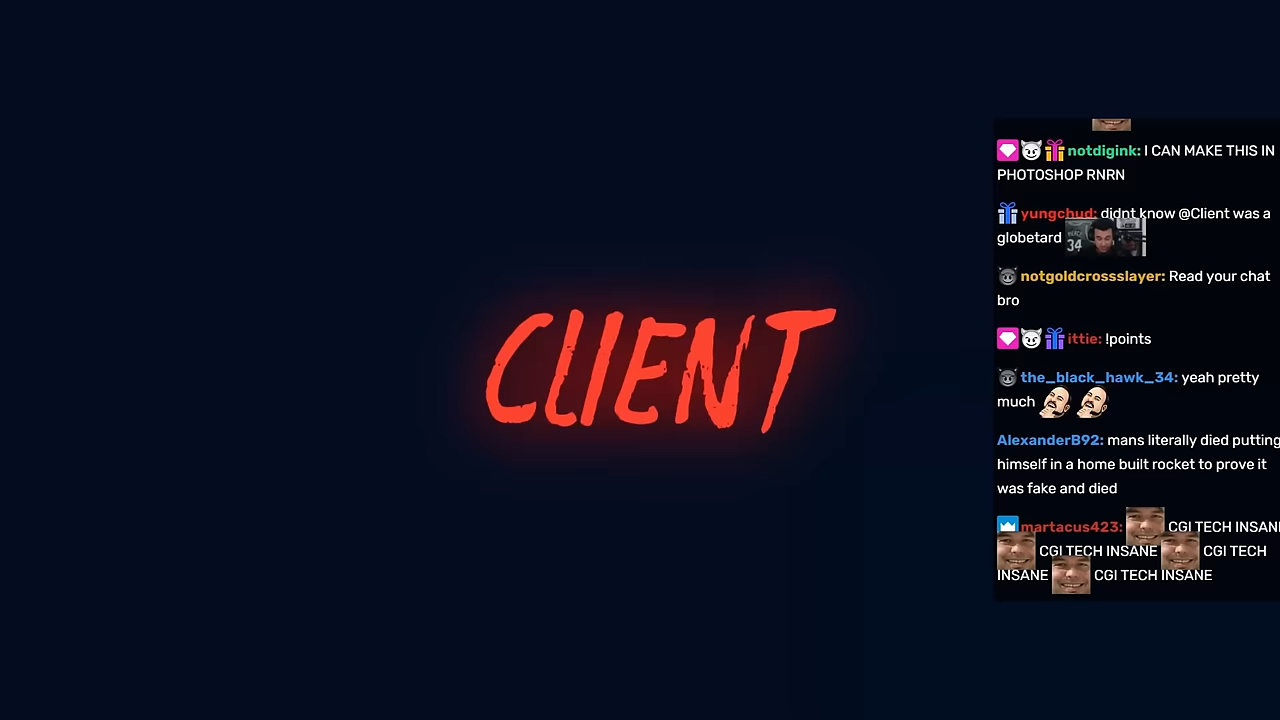 CLIENT
notdigink: I CAN MAKE THIS IN
PHOTOSHOP RNRN
yungchud: didnt know @Client was a
globetard
34
notgoldcrossslayer: Read your chat
bro
ittie: !points
the_black_hawk_34: yeah pretty
much
AlexanderB92: mans literally died putting
himself in a home built rocket to prove it
was fake and died
martacus423: CGI TECH INSANE
CGI TECH INSANE CGI TECH
INSANE CGI TECH INSANE